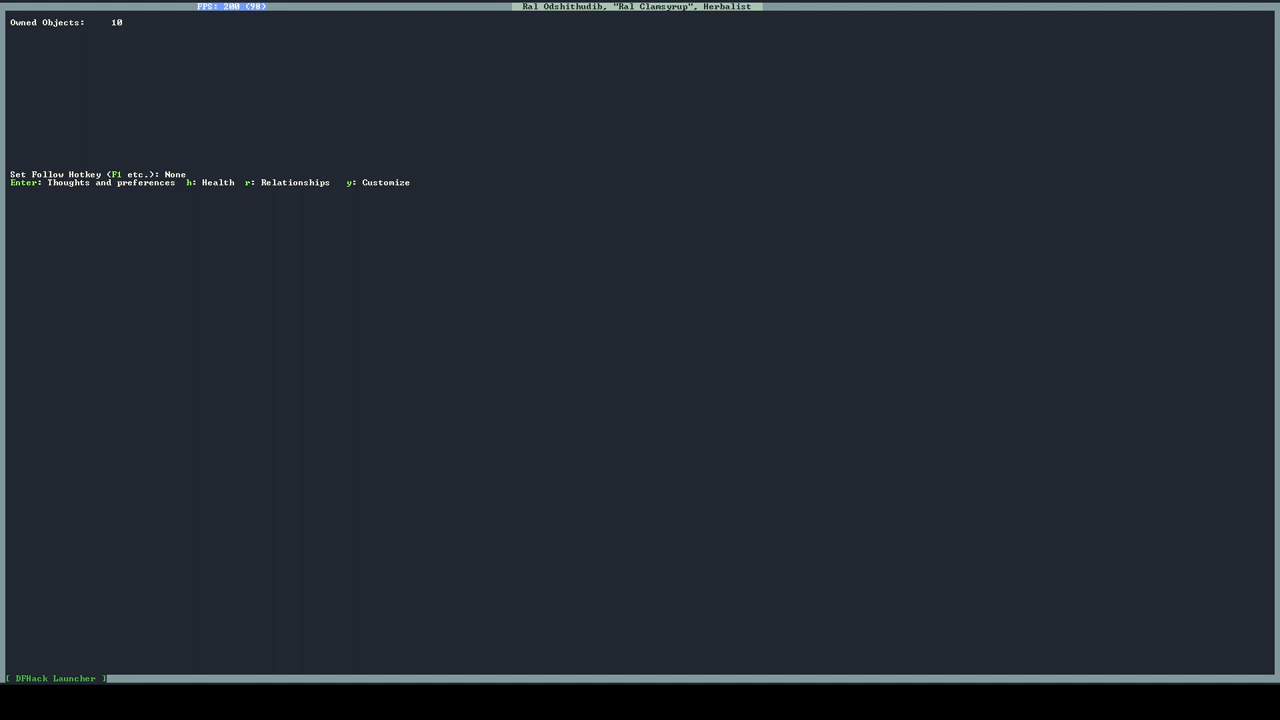 FPS: 200 (98)
Ral Odshithudib, "Ral Clamsyrup", Herbalist
Owned Objects: 10
Set Follow Hotkey (F1 etc.): None
Enter: Thoughts and preferences h: Health r: Relationships y: Customize
[ DFHack Launcher ]